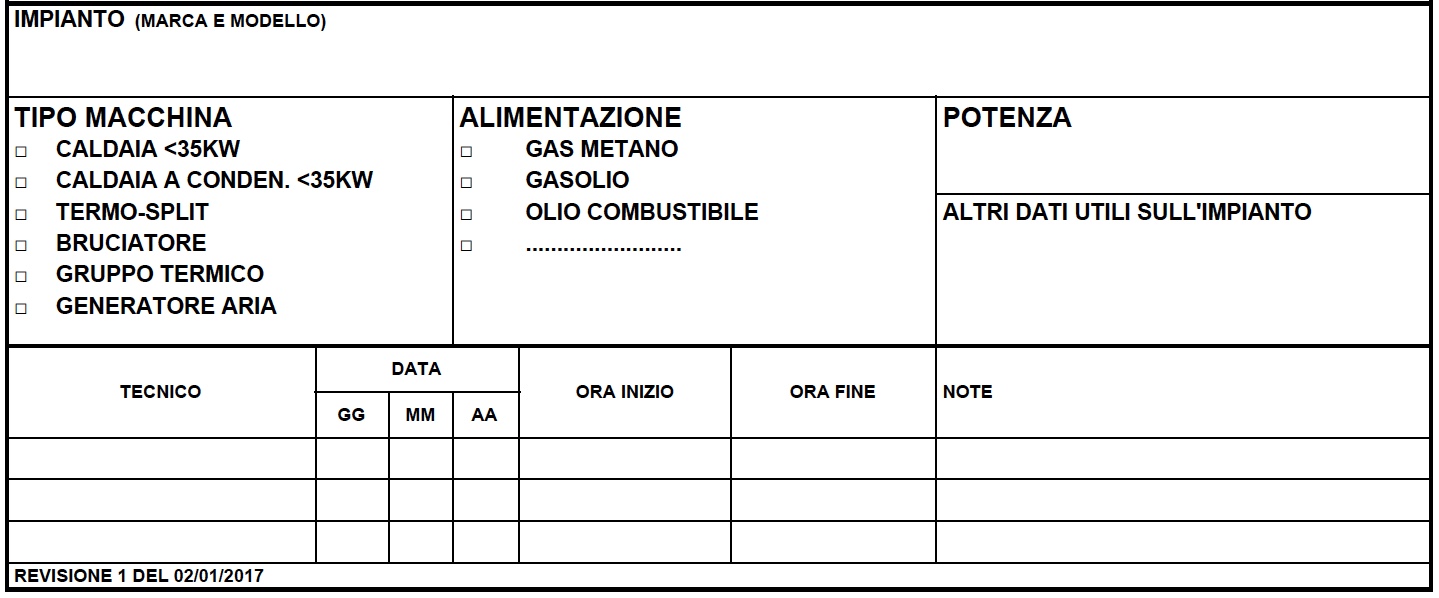 IMPIANTO (MARCA E MODELLO)
TIPO MACCHINA
□ CALDAIA <35KW
□ CALDAIA A CONDEN. <35KW
□ TERMO-SPLIT
□ BRUCIATORE
□ GRUPPO TERMICO
□ GENERATORE ARIA
ALIMENTAZIONE
□ GAS METANO
□ GASOLIO
□ OLIO COMBUSTIBILE
□ .........................
POTENZA
ALTRI DATI UTILI SULL'IMPIANTO
TECNICO
DATA
GG MM AA
ORA INIZIO
ORA FINE
NOTE
REVISIONE 1 DEL 02/01/2017